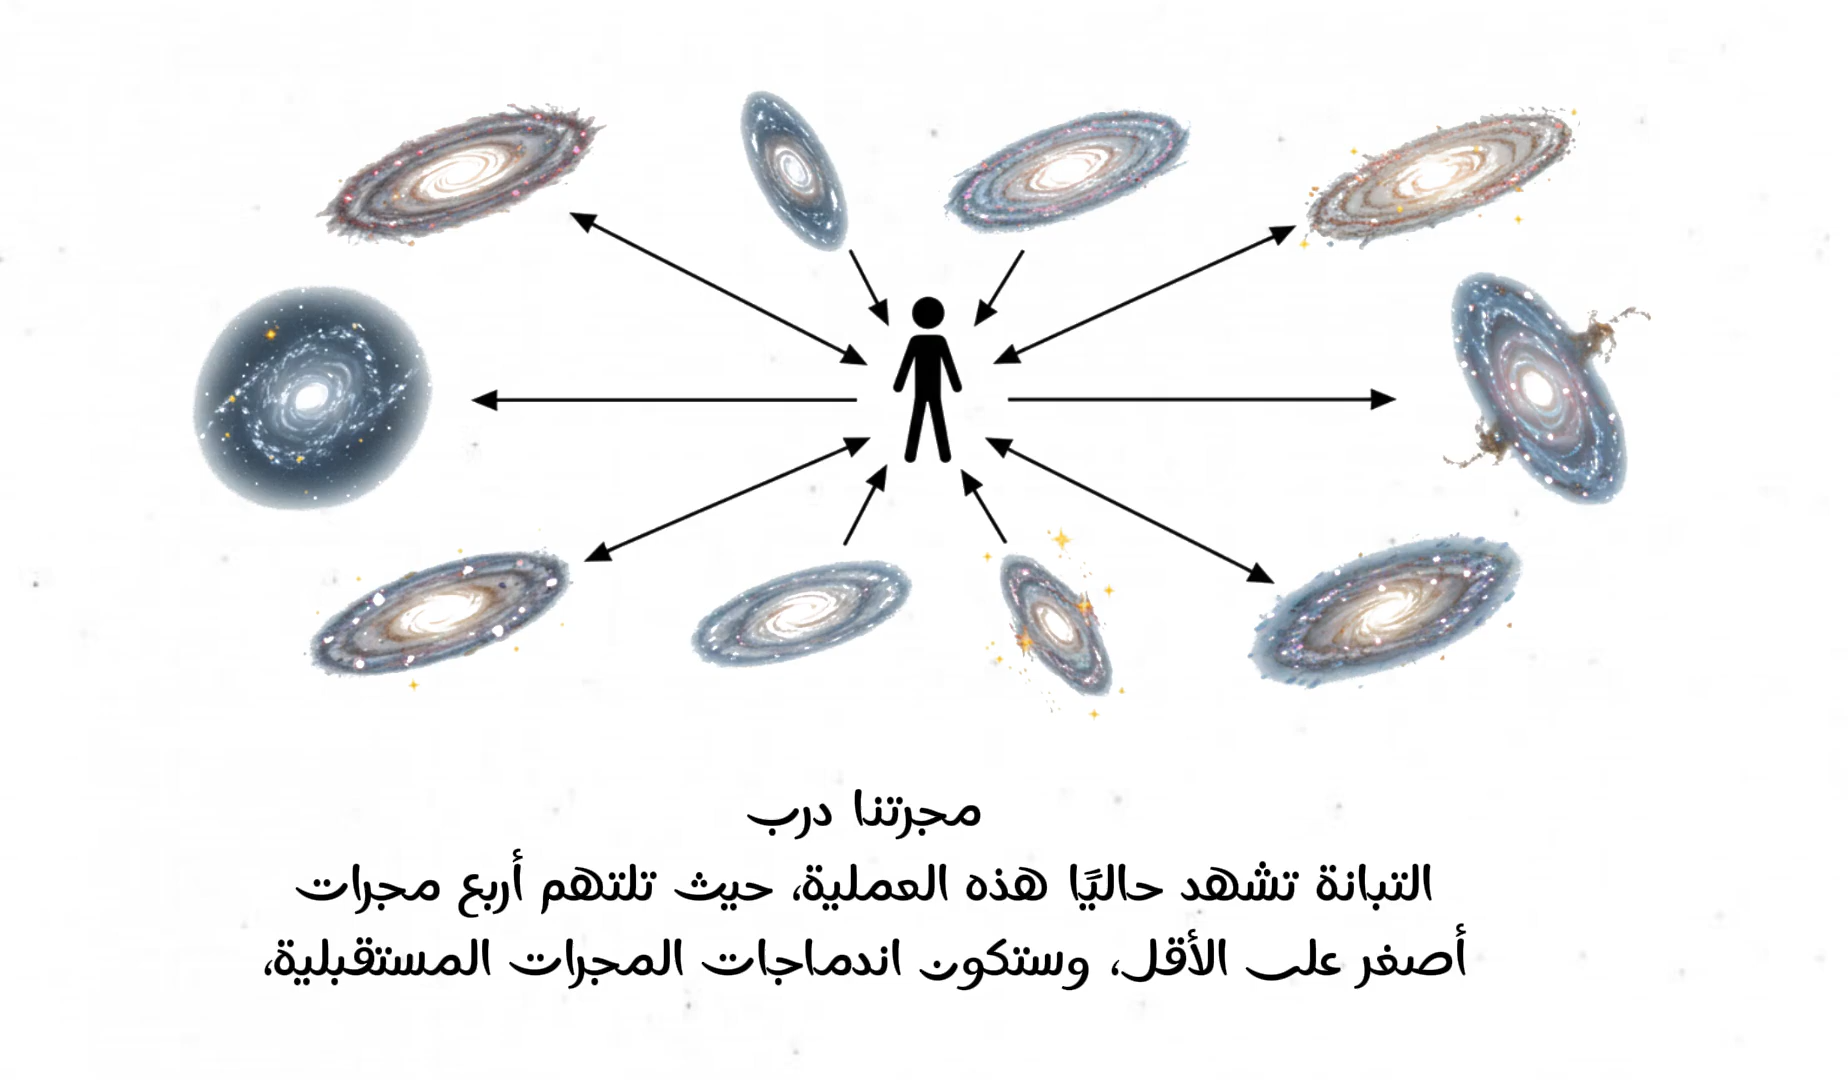 مجرتنا درب
التبانة تشهد حاليًا هذه العملية، حيث تلتهم أربع مجرات
أصغر على الأقل، وستكون اندماجات المجرات المستقبلية،